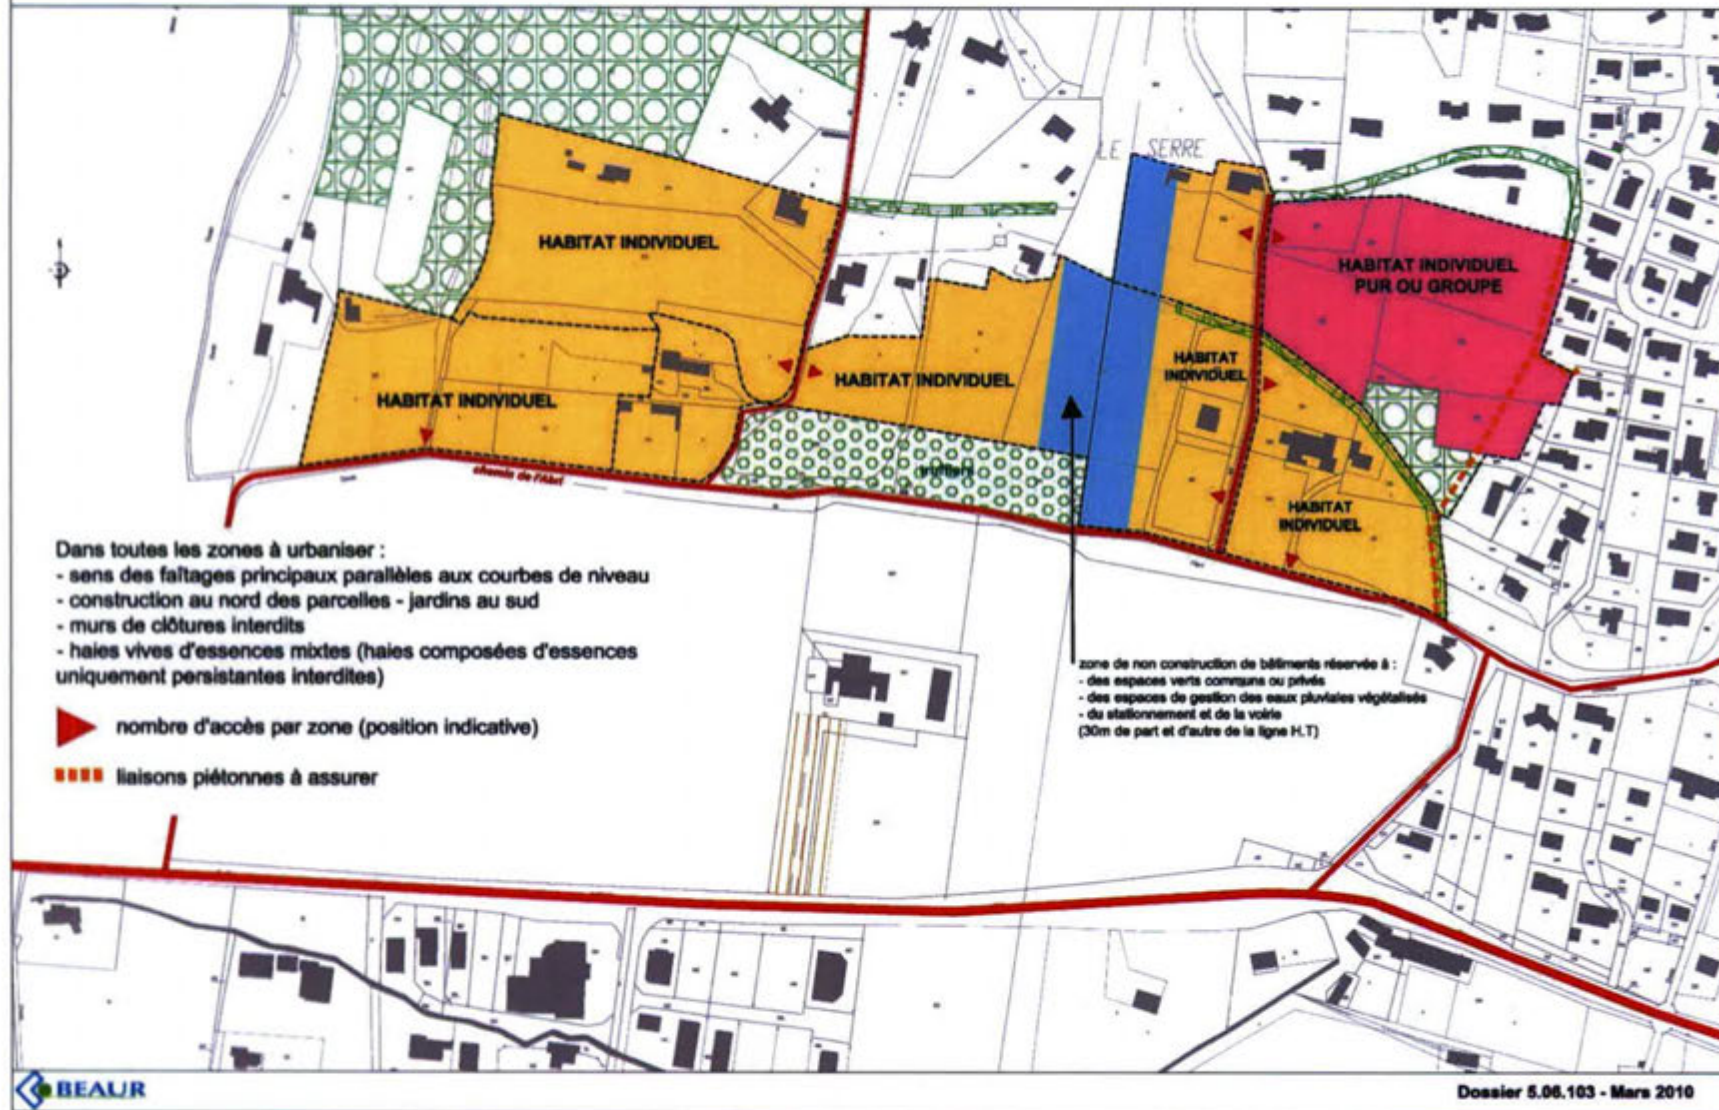 LE SERRE
HABITAT INDIVIDUEL
HABITAT INDIVIDUEL
PUR OU GROUPE
HABITAT
INDIVIDUEL
HABITAT INDIVIDUEL
HABITAT INDIVIDUEL
chemin de l'Abri
truffiers
HABITAT
INDIVIDUEL
Dans toutes les zones à urbaniser :
- sens des faîtages principaux parallèles aux courbes de niveau
- construction au nord des parcelles - jardins au sud
- murs de clôtures interdits
- haies vives d'essences mixtes (haies composées d'essences
uniquement persistantes interdites)
nombre d'accès par zone (position indicative)
liaisons piétonnes à assurer
zone de non construction de bâtiments réservée à :
- des espaces verts communs ou privés
- des espaces de gestion des eaux pluviales végétalisés
- du stationnement et de la voirie
(30m de part et d'autre de la ligne H.T)
BEAUR
Dossier 5.06.103 - Mars 2010